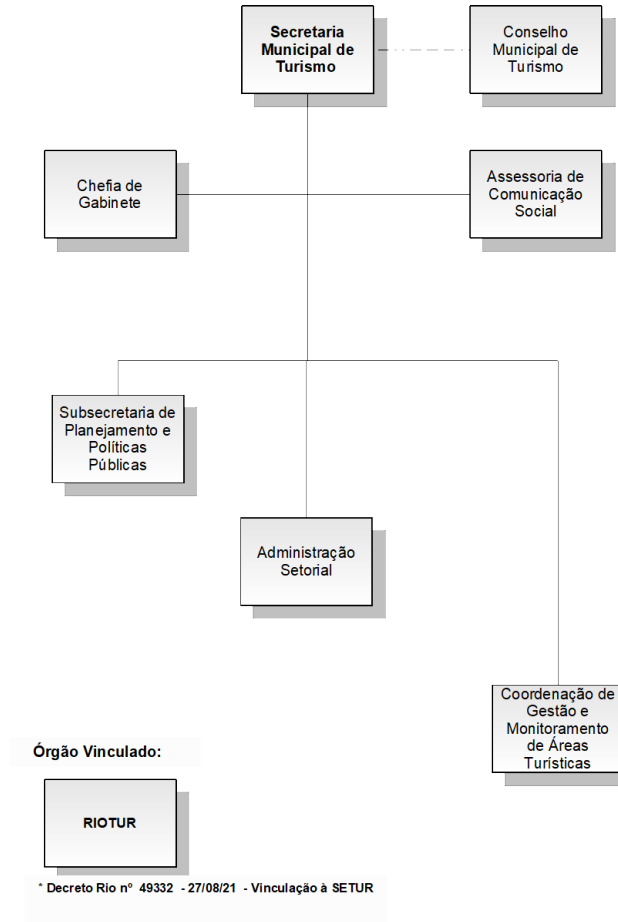 Secretaria
Municipal de
Turismo
Conselho
Municipal de
Turismo
Chefia de
Gabinete
Assessoria de
Comunicação
Social
Subsecretaria de
Planejamento e
Políticas
Públicas
Administração
Setorial
Coordenação de
Gestão e
Monitoramento
de Áreas
Turísticas
Órgão Vinculado:
RIOTUR
* Decreto Rio nº 49332 - 27/08/21 - Vinculação à SETUR